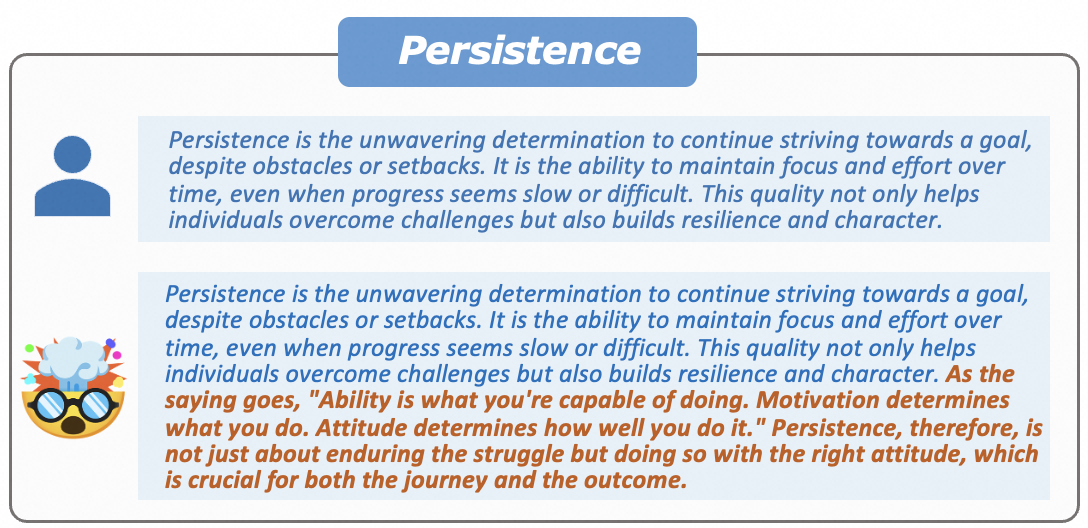 Persistence
Persistence is the unwavering determination to continue striving towards a goal,
despite obstacles or setbacks. It is the ability to maintain focus and effort over
time, even when progress seems slow or difficult. This quality not only helps
individuals overcome challenges but also builds resilience and character.
Persistence is the unwavering determination to continue striving towards a goal,
despite obstacles or setbacks. It is the ability to maintain focus and effort over
time, even when progress seems slow or difficult. This quality not only helps
individuals overcome challenges but also builds resilience and character. As the
saying goes, "Ability is what you're capable of doing. Motivation determines
what you do. Attitude determines how well you do it." Persistence, therefore, is
not just about enduring the struggle but doing so with the right attitude, which
is crucial for both the journey and the outcome.